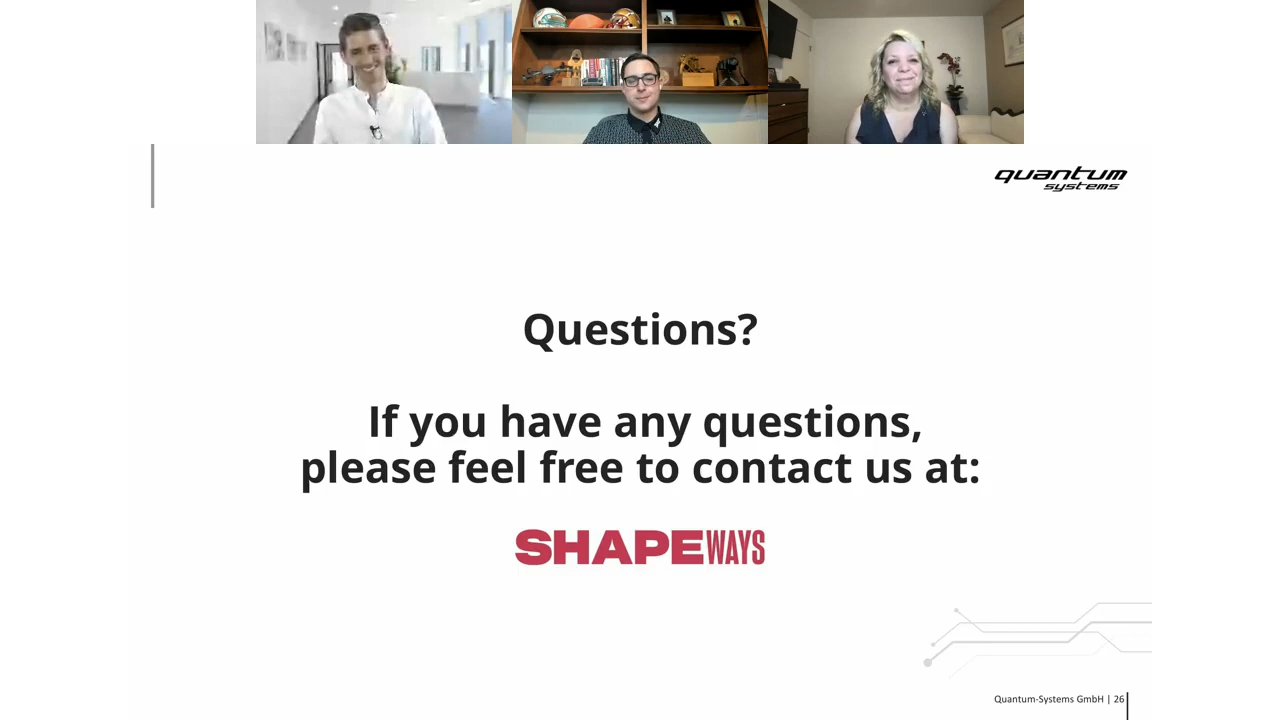 quantum
systems
Questions?
If you have any questions,
please feel free to contact us at:
SHAPEWAYS
Quantum-Systems GmbH | 26